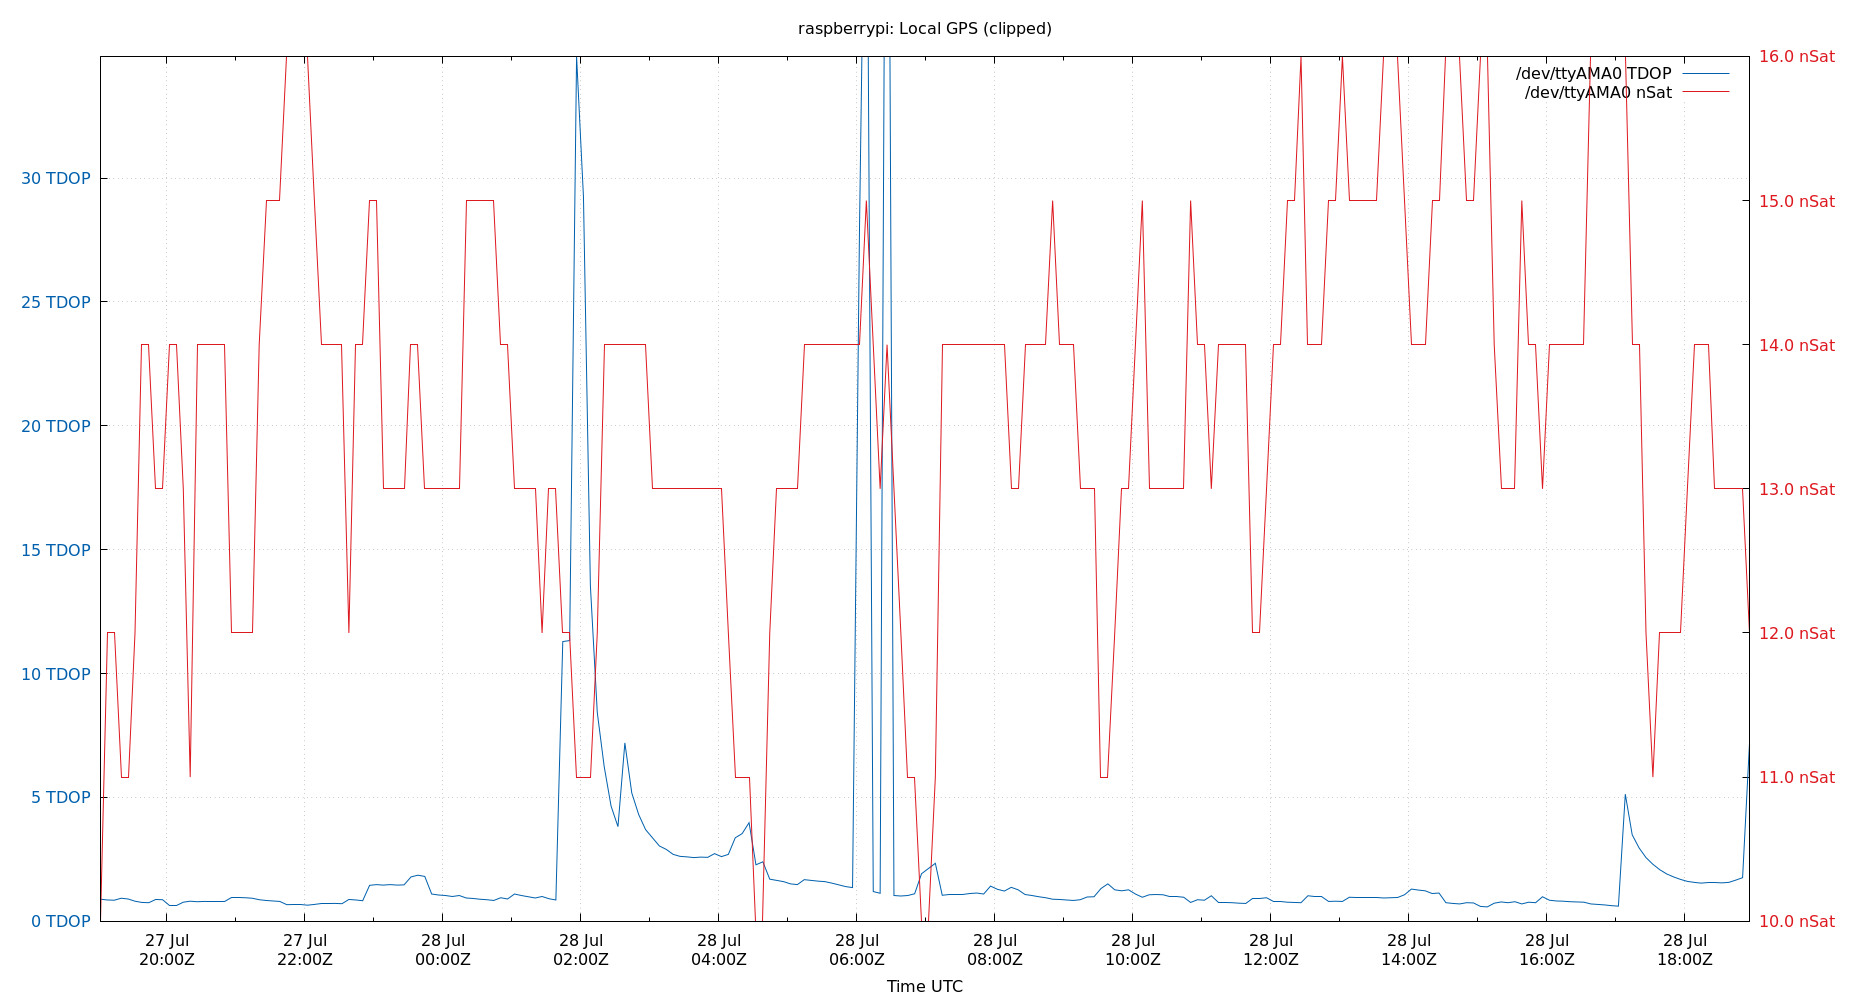 raspberrypi: Local GPS (clipped)
/dev/ttyAMA0 TDOP
/dev/ttyAMA0 nSat
30 TDOP
25 TDOP
20 TDOP
15 TDOP
10 TDOP
5 TDOP
0 TDOP
16.0 nSat
15.0 nSat
14.0 nSat
13.0 nSat
12.0 nSat
11.0 nSat
10.0 nSat
27 Jul 27 Jul 28 Jul 28 Jul 28 Jul 28 Jul 28 Jul 28 Jul 28 Jul 28 Jul 28 Jul 28 Jul
20:00Z 22:00Z 00:00Z 02:00Z 04:00Z 06:00Z 08:00Z 10:00Z 12:00Z 14:00Z 16:00Z 18:00Z
Time UTC